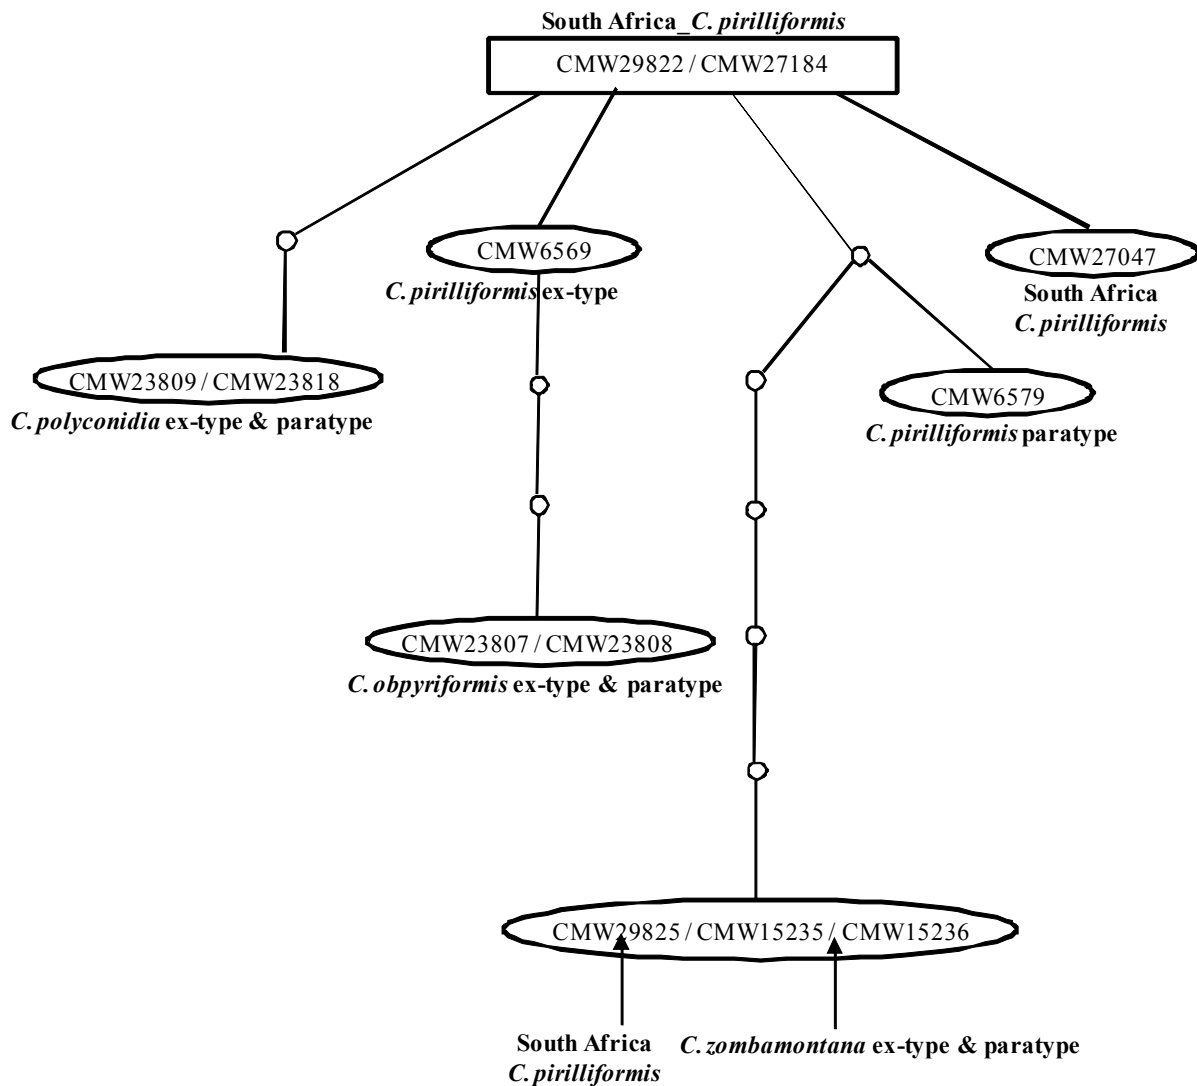 South Africa_C. pirilliformis
CMW29822 / CMW27184
CMW6569
C. pirilliformis ex-type
CMW27047
South Africa
C. pirilliformis
CMW23809 / CMW23818
C. polyconidia ex-type & paratype
CMW6579
C. pirilliformis paratype
CMW23807 / CMW23808
C. obpyriformis ex-type & paratype
CMW29825 / CMW15235 / CMW15236
South Africa
C. pirilliformis
C. zombamontana ex-type & paratype